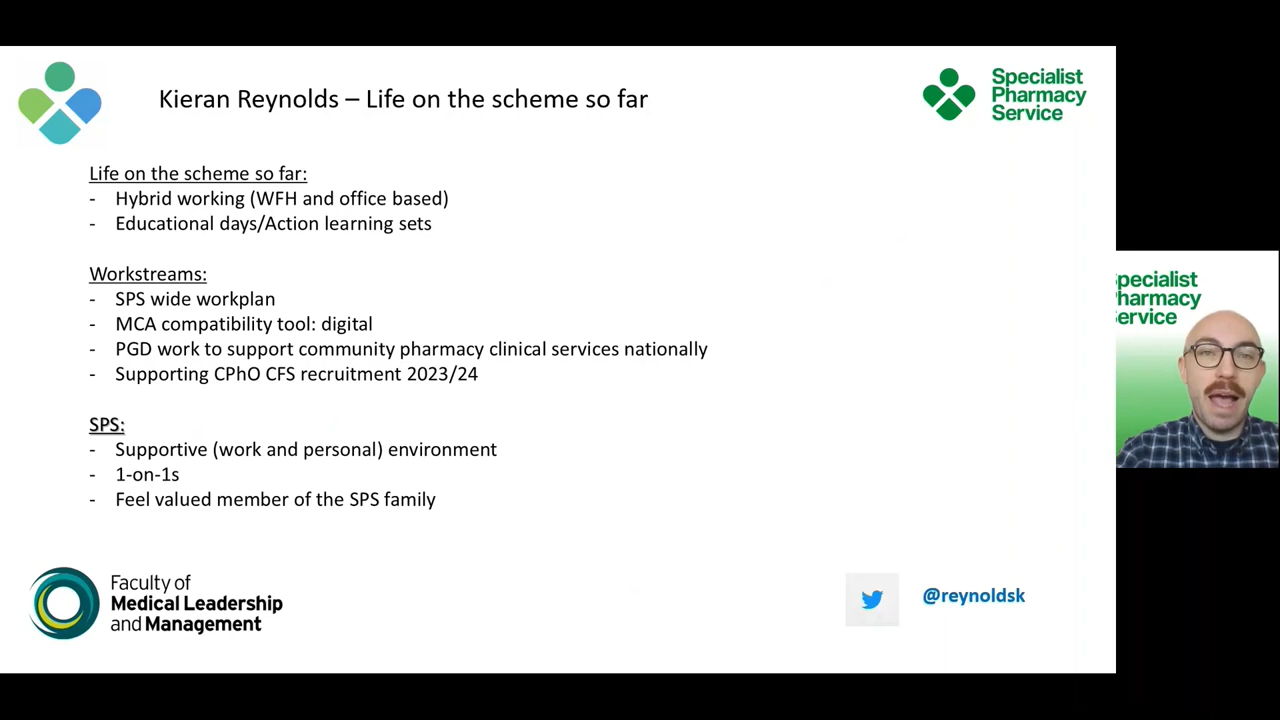 Kieran Reynolds – Life on the scheme so far
Specialist
Pharmacy
Service
Life on the scheme so far:
- Hybrid working (WFH and office based)
- Educational days/Action learning sets
Workstreams:
- SPS wide workplan
- MCA compatibility tool: digital
- PGD work to support community pharmacy clinical services nationally
- Supporting CPhO CFS recruitment 2023/24
SPS:
- Supportive (work and personal) environment
- 1-on-1s
- Feel valued member of the SPS family
Faculty of
Medical Leadership
and Management
@reynoldsk
pecialist
harmacy
ervice